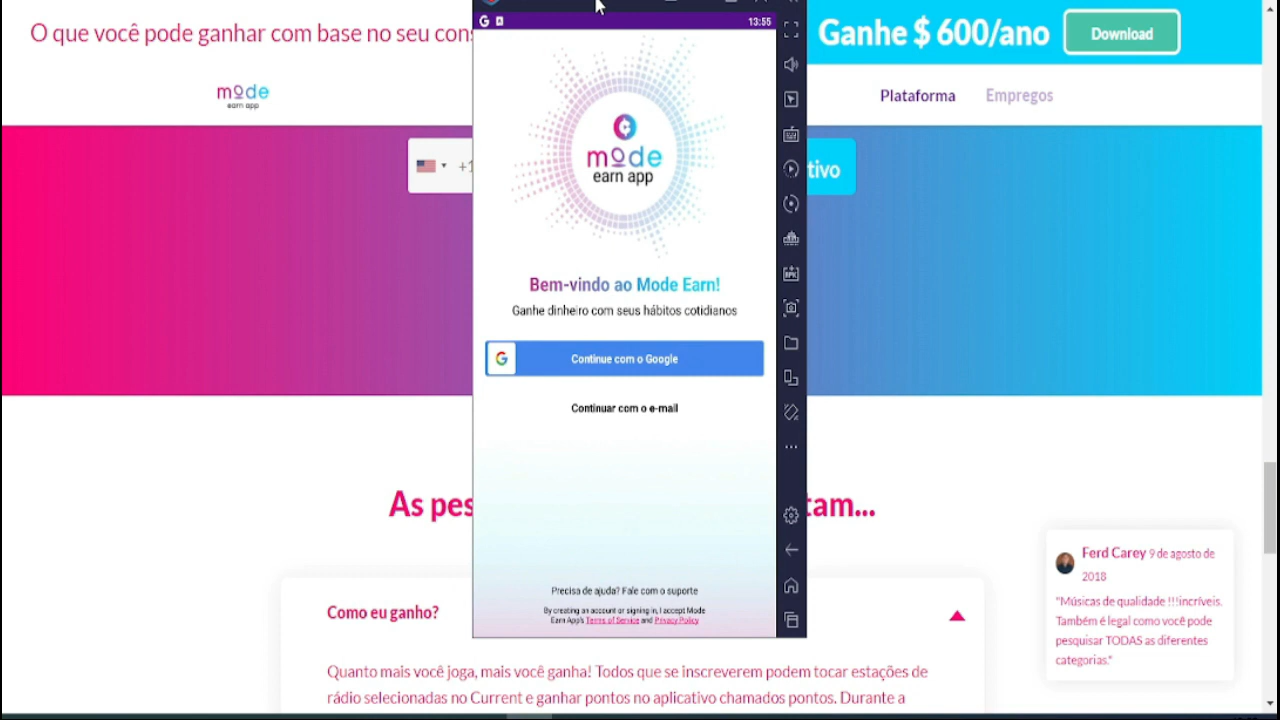 O que você pode ganhar com base no seu cons
Ganhe $ 600/ano
Download
mode
earn app
Plataforma
Empregos
+1
tivo
13:55
mode
earn app
Bem-vindo ao Mode Earn!
Ganhe dinheiro com seus hábitos cotidianos
G
Continue com o Google
Continuar com o e-mail
Precisa de ajuda? Fale com o suporte
By creating an account or signing in, I accept Mode
Earn App's Terms of Service and Privacy Policy
As pes
tam...
Como eu ganho?
Quanto mais você joga, mais você ganha! Todos que se inscreverem podem tocar estações de
rádio selecionadas no Current e ganhar pontos no aplicativo chamados pontos. Durante a
Ferd Carey 9 de agosto de
2018
"Músicas de qualidade !!!incríveis.
Também é legal como você pode
pesquisar TODAS as diferentes
categorias."